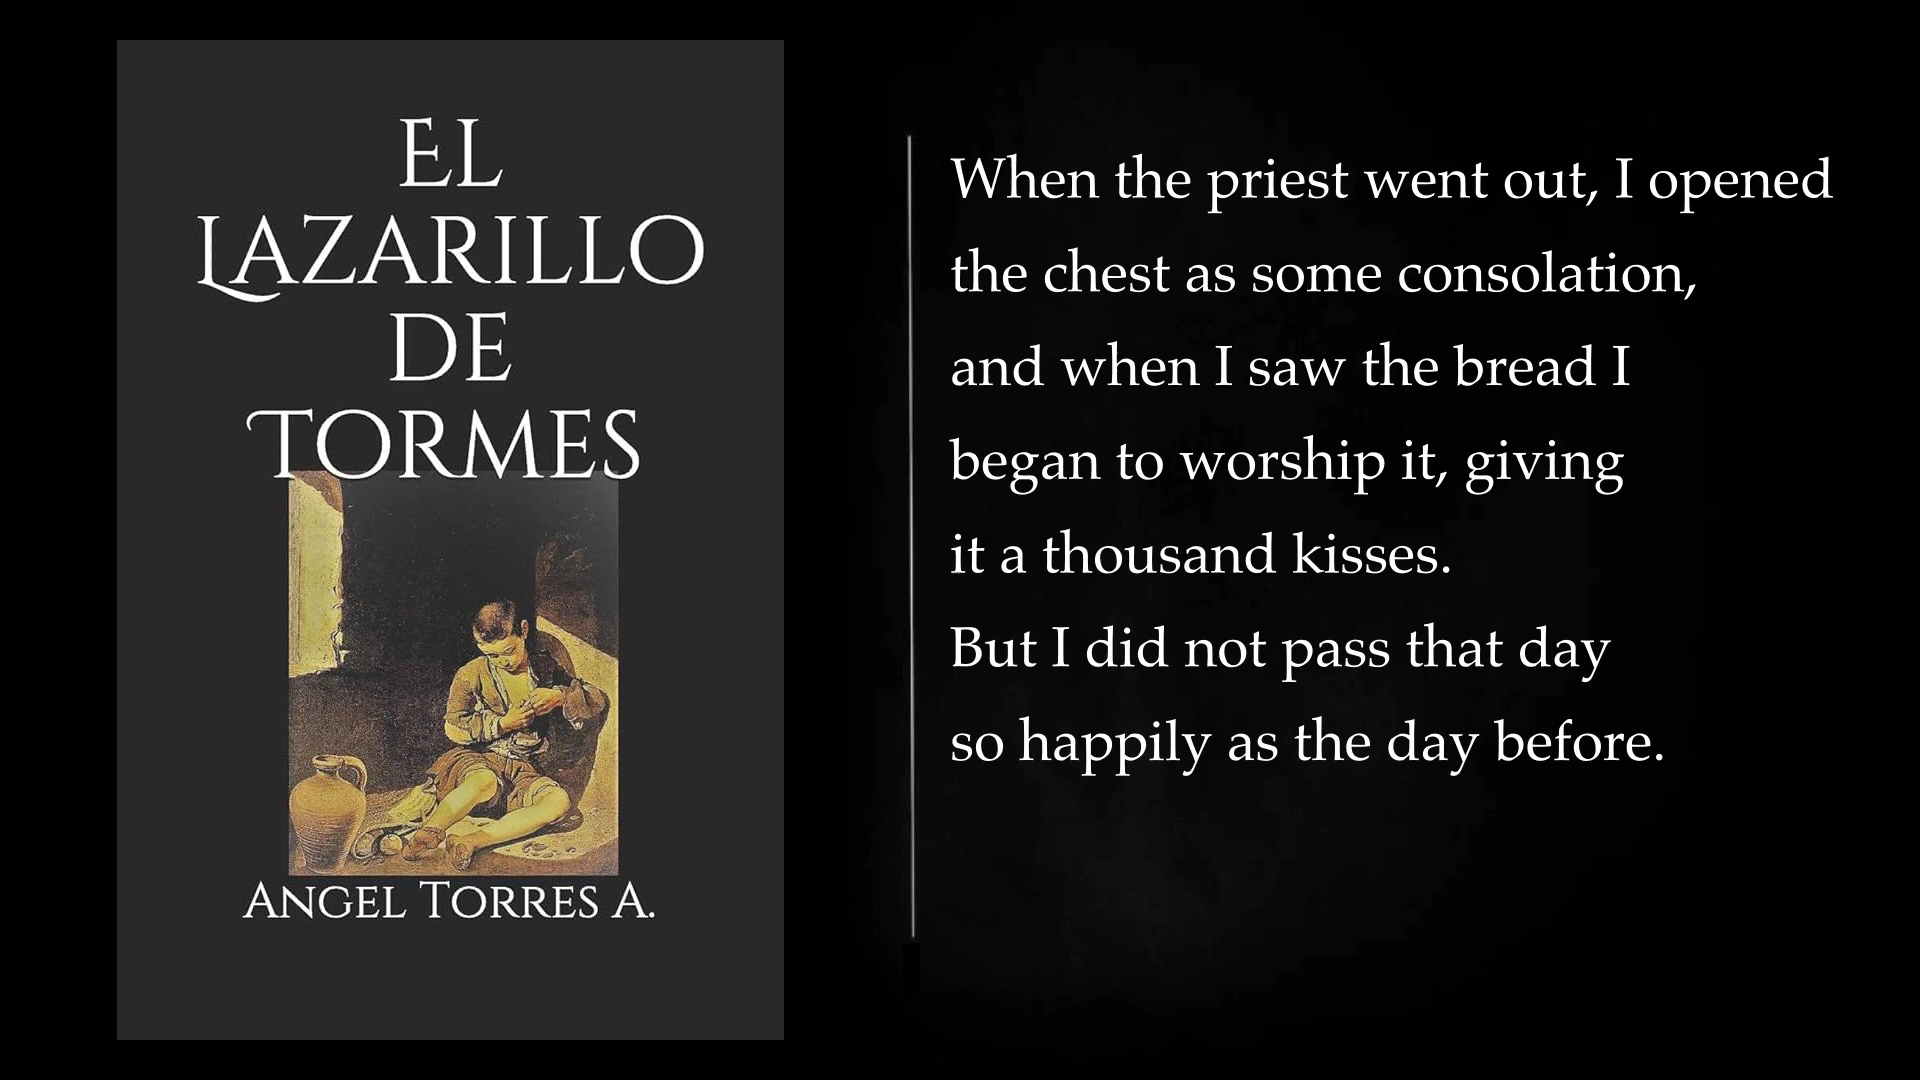 El
Lazarillo
de
Tormes
Angel Torres A.
When the priest went out, I opened
the chest as some consolation,
and when I saw the bread I
began to worship it, giving
it a thousand kisses.
But I did not pass that day
so happily as the day before.